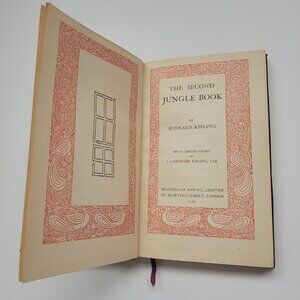 THE SECOND
JUNGLE BOOK
BY
RUDYARD KIPLING
WITH DECORATIONS
BY
J. LOCKWOOD KIPLING, C.I.E.
MACMILLAN AND CO., LIMITED
ST. MARTIN'S STREET, LONDON